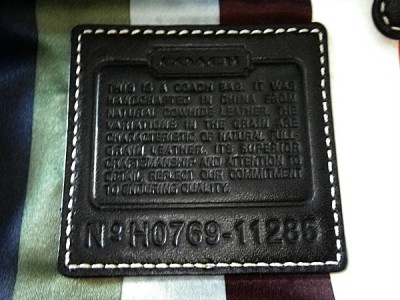 COACH
THIS IS A COACH BAG. IT WAS
HANDCRAFTED IN CHINA FROM
NATURAL COWHIDE LEATHER. THE
VARIATIONS IN THE GRAIN ARE
CHARACTERISTIC OF NATURAL FULL
GRAIN LEATHER. ITS SUPERIOR
CRAFTSMANSHIP AND ATTENTION TO
DETAIL REFLECT OUR COMMITMENT
TO ENDURING QUALITY.
Nº H0769-11286